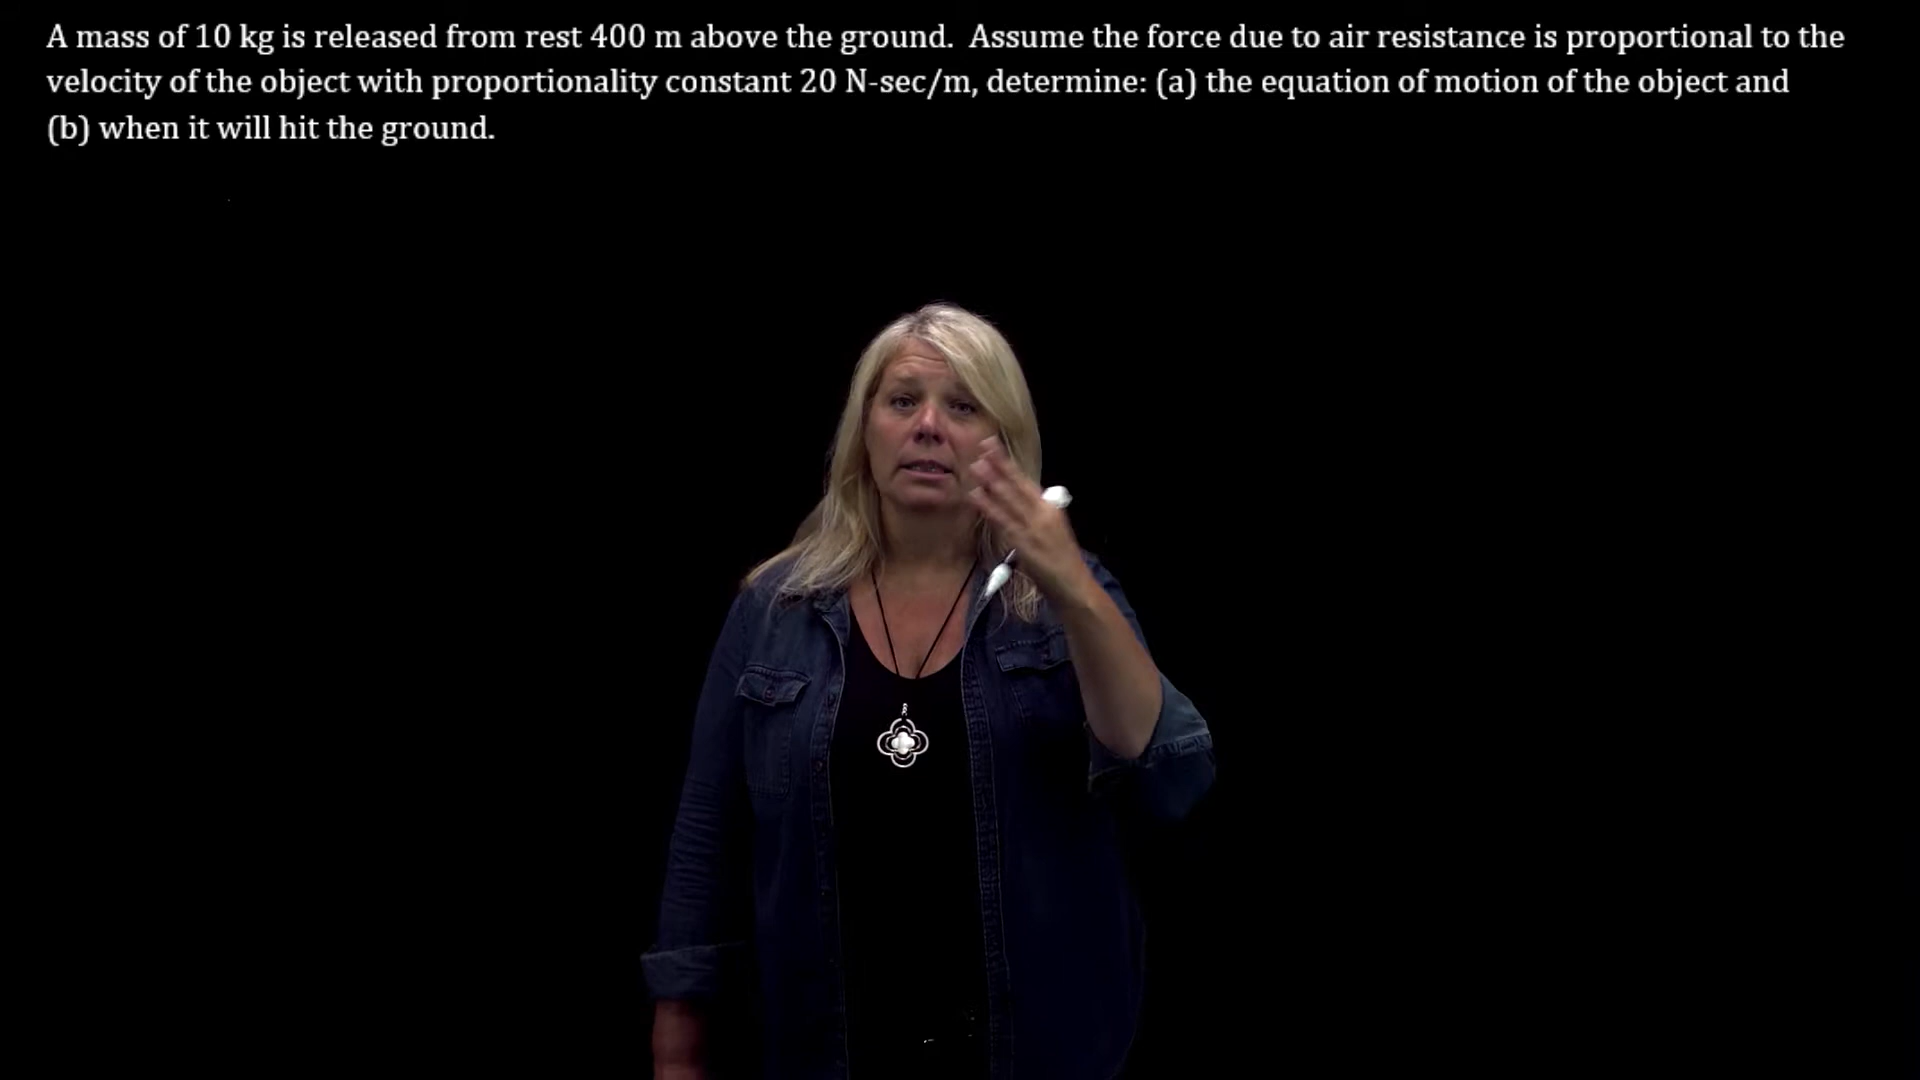 A mass of 10 kg is released from rest 400 m above the ground.  Assume the force due to air resistance is proportional to the
velocity of the object with proportionality constant 20 N-sec/m, determine: (a) the equation of motion of the object and
(b) when it will hit the ground.